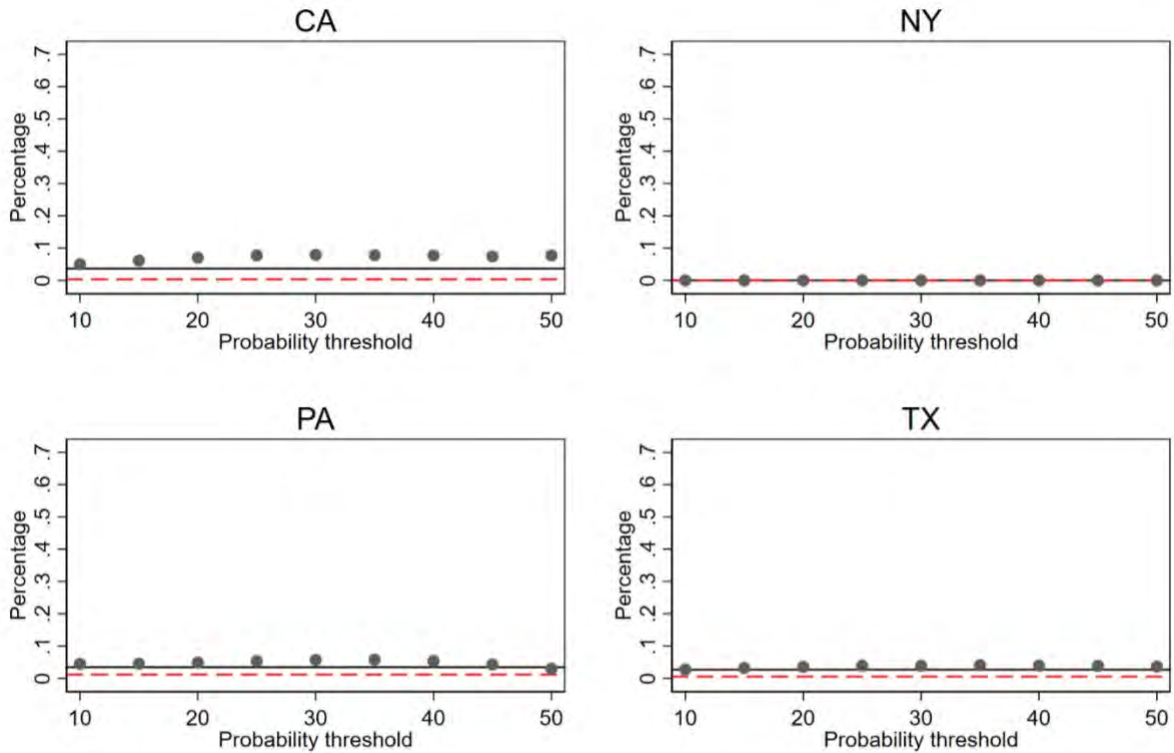 CA
Percentage
.7
.6
.5
.4
.3
.2
.1
0
10 20 30 40 50
Probability threshold
NY
Percentage
.7
.6
.5
.4
.3
.2
.1
0
10 20 30 40 50
Probability threshold
PA
Percentage
.7
.6
.5
.4
.3
.2
.1
0
10 20 30 40 50
Probability threshold
TX
Percentage
.7
.6
.5
.4
.3
.2
.1
0
10 20 30 40 50
Probability threshold